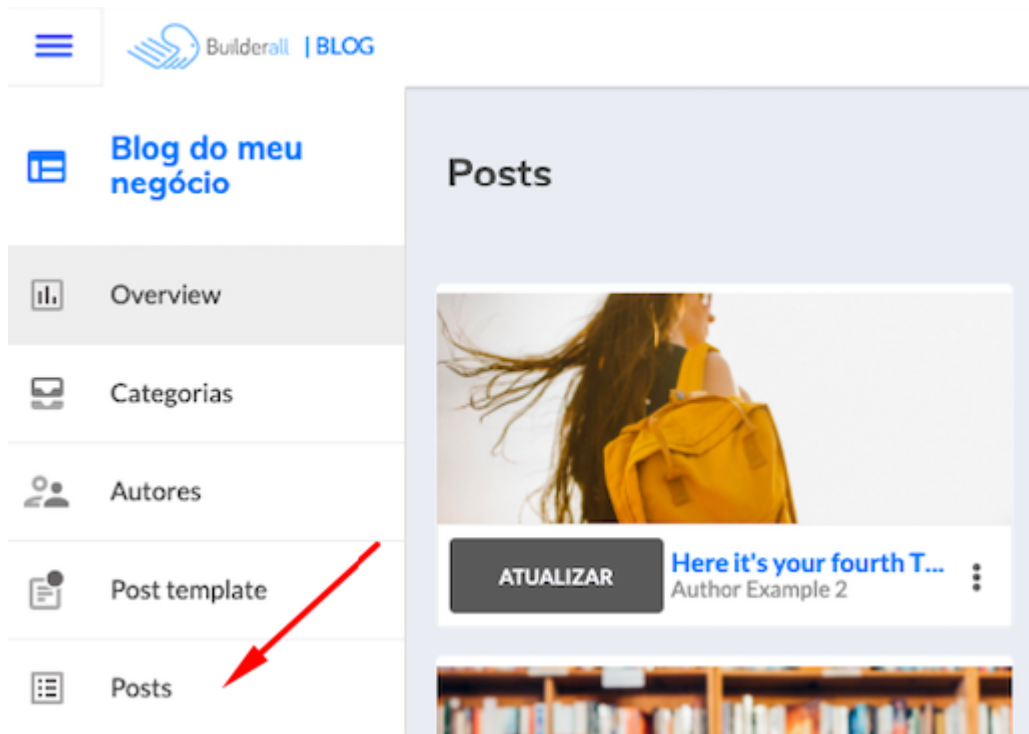 Builderall | BLOG
Blog do meu
negócio
Overview
Categorias
Autores
Post template
Posts
Posts
ATUALIZAR
Here it's your fourth T...
Author Example 2